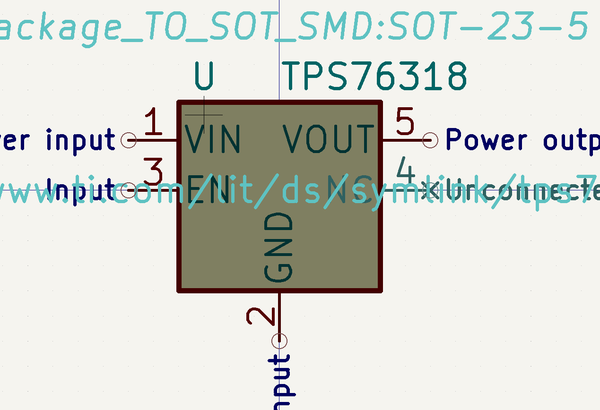 ackage_TO_SOT_SMD:SOT-23-5
U TPS76318
er input 1 VIN VOUT 5 Power outp
Input 3 EN NC 4 Unconnecte
www.ti.com/lit/ds/symlink/tps7
GND
2
nput